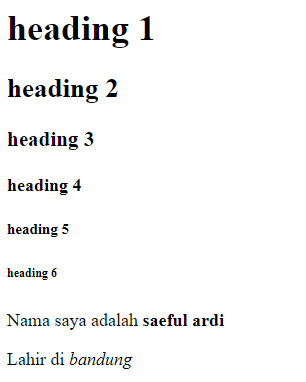 heading 1
heading 2
heading 3
heading 4
heading 5
heading 6
Nama saya adalah saeful ardi
Lahir di bandung